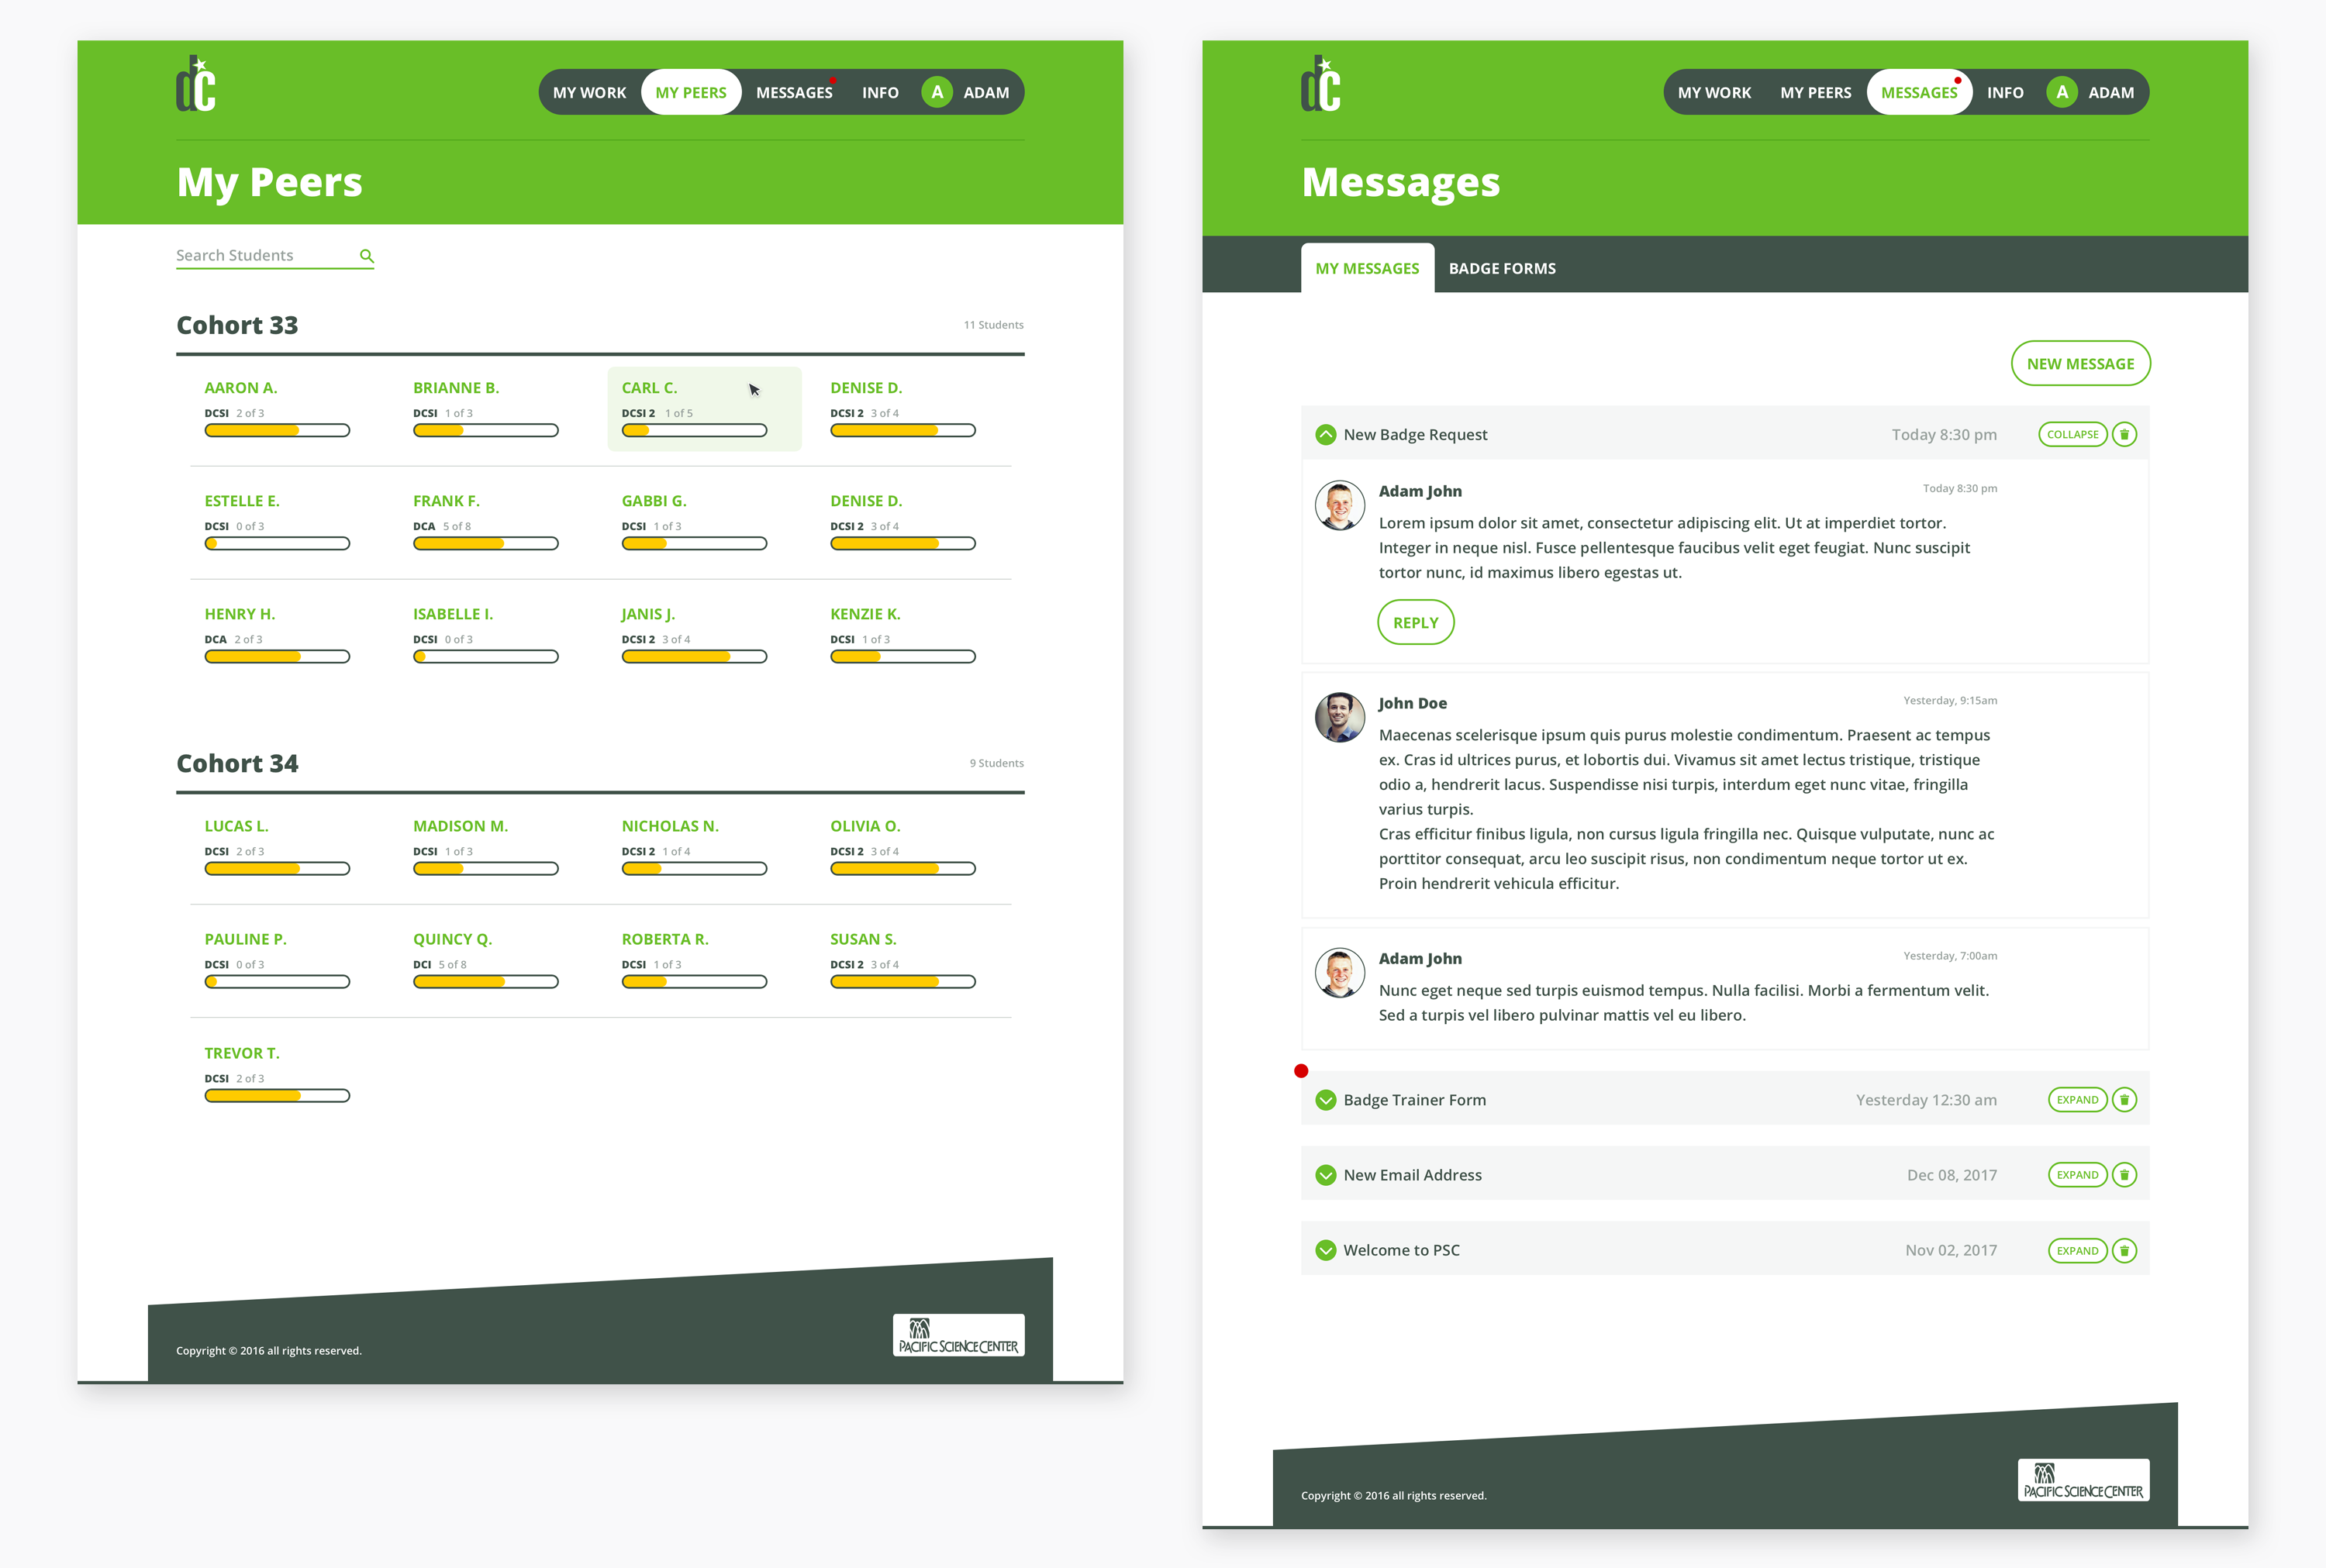 dc
MY WORK MY PEERS MESSAGES INFO A ADAM
My Peers
Search Students
Cohort 33 11 Students
AARON A. BRIANNE B. CARL C. DENISE D.
DCSI 2 of 3 DCSI 1 of 3 DCSI 2 1 of 5 DCSI 2 3 of 4
ESTELLE E. FRANK F. GABBI G. DENISE D.
DCSI 0 of 3 DCA 5 of 8 DCSI 1 of 3 DCSI 2 3 of 4
HENRY H. ISABELLE I. JANIS J. KENZIE K.
DCA 2 of 3 DCSI 0 of 3 DCSI 2 3 of 4 DCSI 1 of 3
Cohort 34 9 Students
LUCAS L. MADISON M. NICHOLAS N. OLIVIA O.
DCSI 2 of 3 DCSI 1 of 3 DCSI 2 1 of 4 DCSI 2 3 of 4
PAULINE P. QUINCY Q. ROBERTA R. SUSAN S.
DCSI 0 of 3 DCI 5 of 8 DCSI 1 of 3 DCSI 2 3 of 4
TREVOR T.
DCSI 2 of 3
Copyright © 2016 all rights reserved. PACIFIC SCIENCE CENTER
dc
MY WORK MY PEERS MESSAGES INFO A ADAM
Messages
MY MESSAGES BADGE FORMS
NEW MESSAGE
New Badge Request Today 8:30 pm COLLAPSE
Adam John Today 8:30 pm
Lorem ipsum dolor sit amet, consectetur adipiscing elit. Ut at imperdiet tortor.
Integer in neque nisl. Fusce pellentesque faucibus velit eget feugiat. Nunc suscipit
tortor nunc, id maximus libero egestas ut.
REPLY
John Doe Yesterday, 9:15am
Maecenas scelerisque ipsum quis purus molestie condimentum. Praesent ac tempus
ex. Cras id ultrices purus, et lobortis dui. Vivamus sit amet lectus tristique, tristique
odio a, hendrerit lacus. Suspendisse nisi turpis, interdum eget nunc vitae, fringilla
varius turpis.
Cras efficitur finibus ligula, non cursus ligula fringilla nec. Quisque vulputate, nunc ac
porttitor consequat, arcu leo suscipit risus, non condimentum neque tortor ut ex.
Proin hendrerit vehicula efficitur.
Adam John Yesterday, 7:00am
Nunc eget neque sed turpis euismod tempus. Nulla facilisi. Morbi a fermentum velit.
Sed a turpis vel libero pulvinar mattis vel eu libero.
Badge Trainer Form Yesterday 12:30 am EXPAND
New Email Address Dec 08, 2017 EXPAND
Welcome to PSC Nov 02, 2017 EXPAND
Copyright © 2016 all rights reserved. PACIFIC SCIENCE CENTER